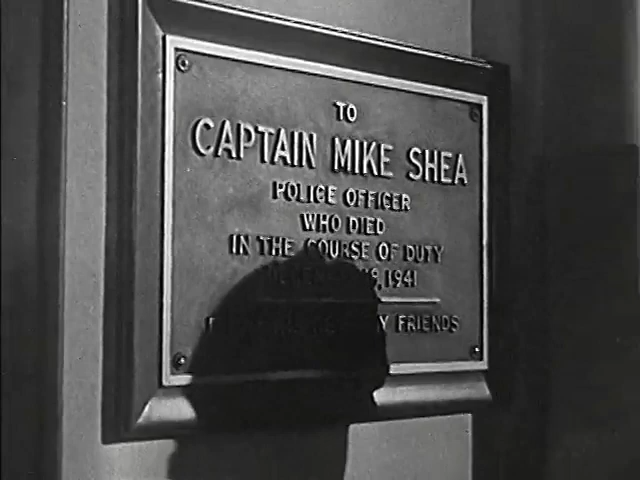 TO
CAPTAIN MIKE SHEA
POLICE OFFICER
WHO DIED
IN THE COURSE OF DUTY
1941
FRIENDS